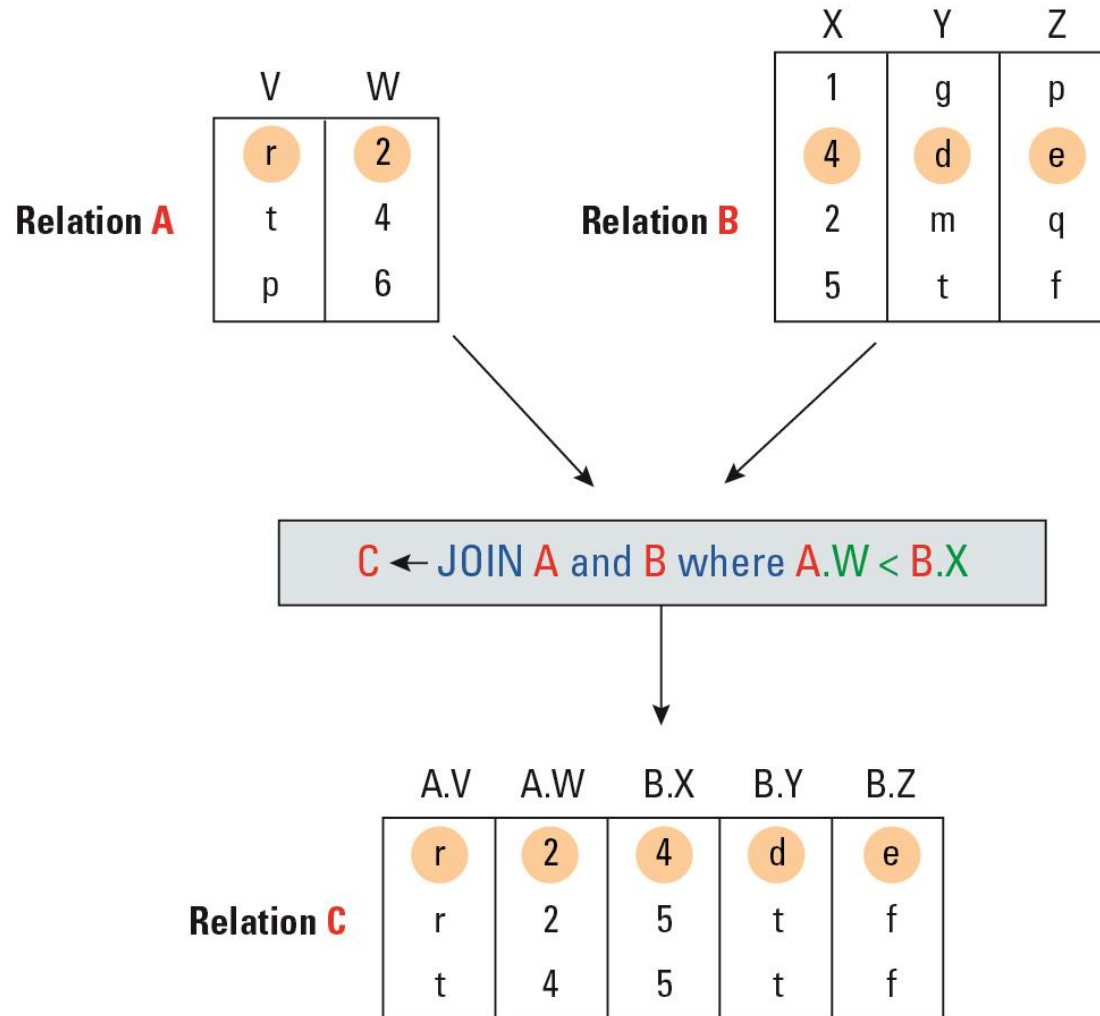 V W
r 2
Relation A t 4
p 6
X Y Z
1 g p
4 d e
Relation B 2 m q
5 t f
C ← JOIN A and B where A.W < B.X
A.V A.W B.X B.Y B.Z
r 2 4 d e
Relation C r 2 5 t f
t 4 5 t f